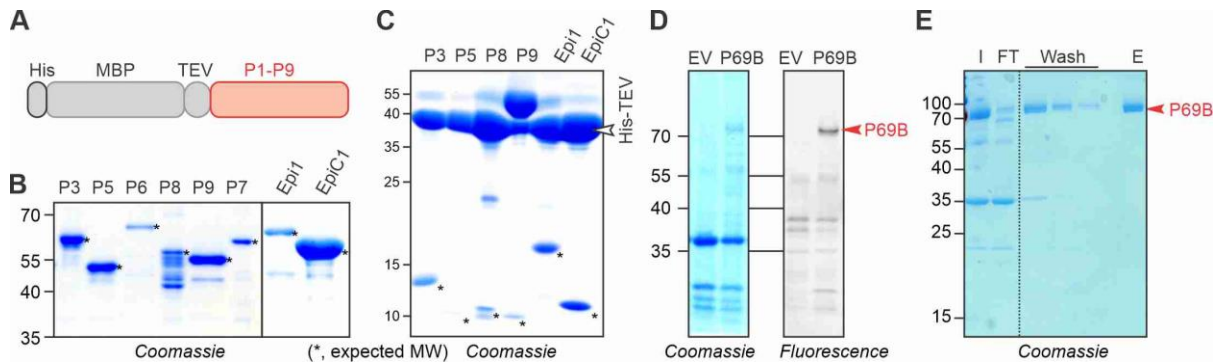 A
His MBP TEV P1-P9
B
P3 P5 P6 P8 P9 P7 Epi1 EpiC1
70
55
40
35
Coomassie
(*, expected MW)
C
P3 P5 P8 P9 Epi1 EpiC1
55
40
35
25
15
10
His-TEV
Coomassie
D
EV P69B EV P69B
70
55
40
35
P69B
Coomassie Fluorescence
E
I FT Wash E
100
70
55
40
35
25
15
P69B
Coomassie